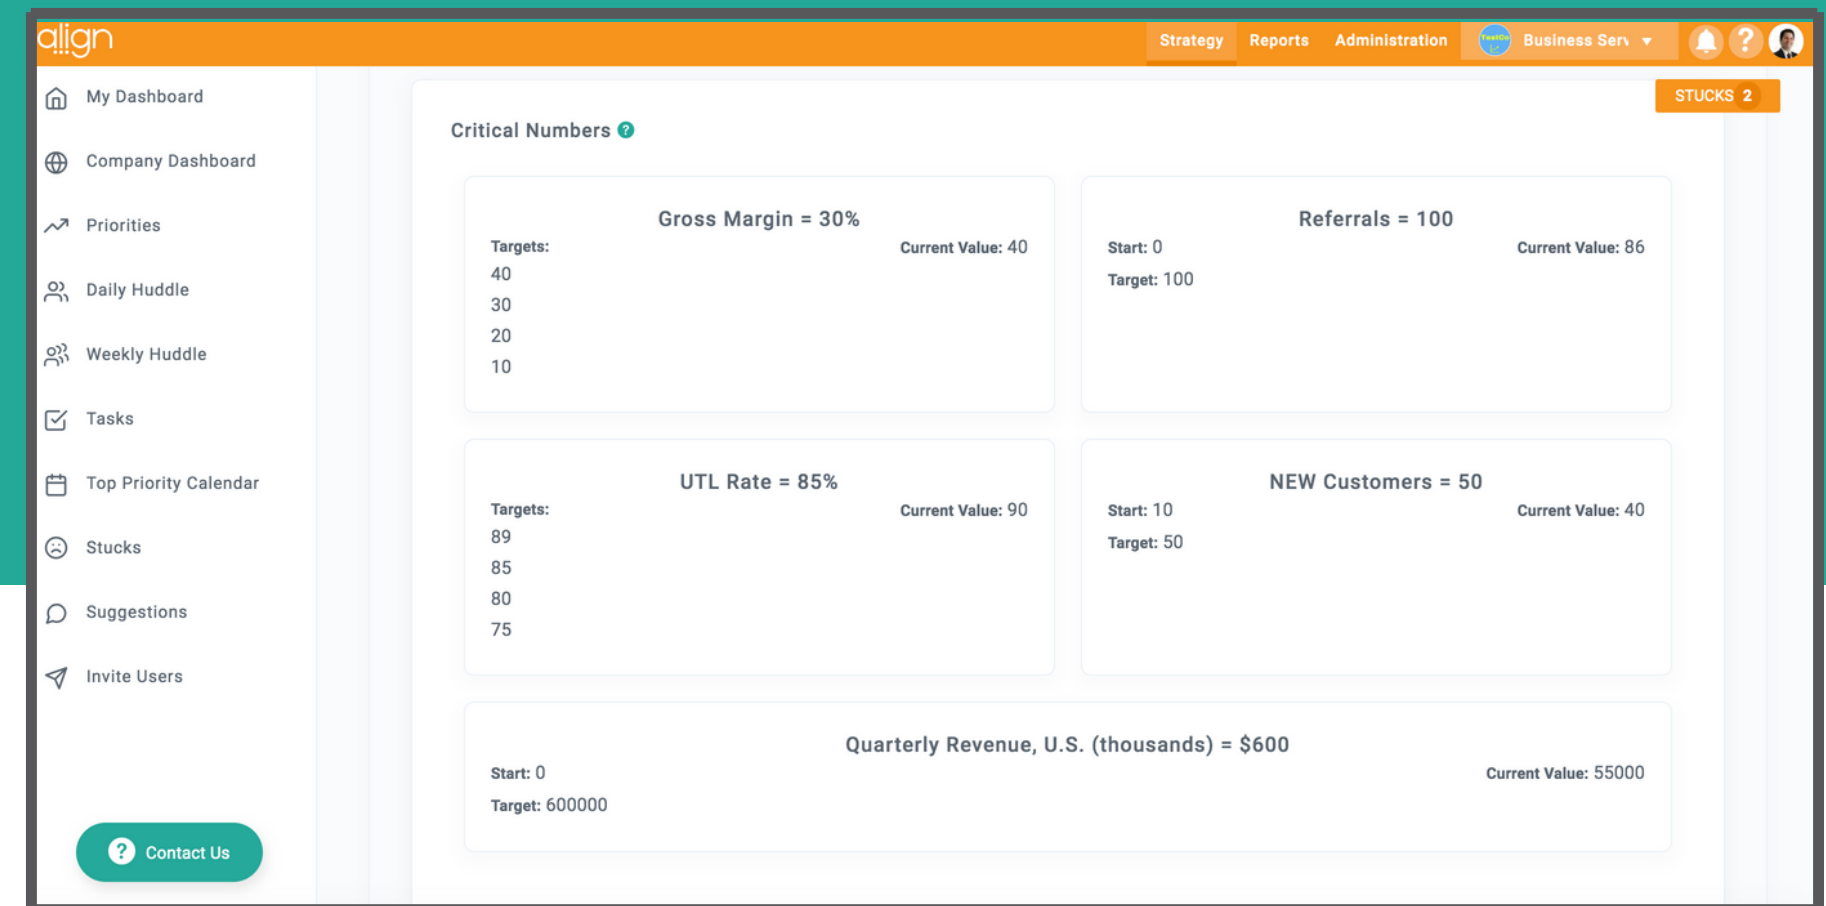 align
Strategy Reports Administration TestCo Business Serv
My Dashboard
Company Dashboard
Priorities
Daily Huddle
Weekly Huddle
Tasks
Top Priority Calendar
Stucks
Suggestions
Invite Users
? Contact Us
STUCKS 2
Critical Numbers ?
Gross Margin = 30%
Targets: Current Value: 40
40
30
20
10
Referrals = 100
Start: 0 Current Value: 86
Target: 100
UTL Rate = 85%
Targets: Current Value: 90
89
85
80
75
NEW Customers = 50
Start: 10 Current Value: 40
Target: 50
Quarterly Revenue, U.S. (thousands) = $600
Start: 0 Current Value: 55000
Target: 600000